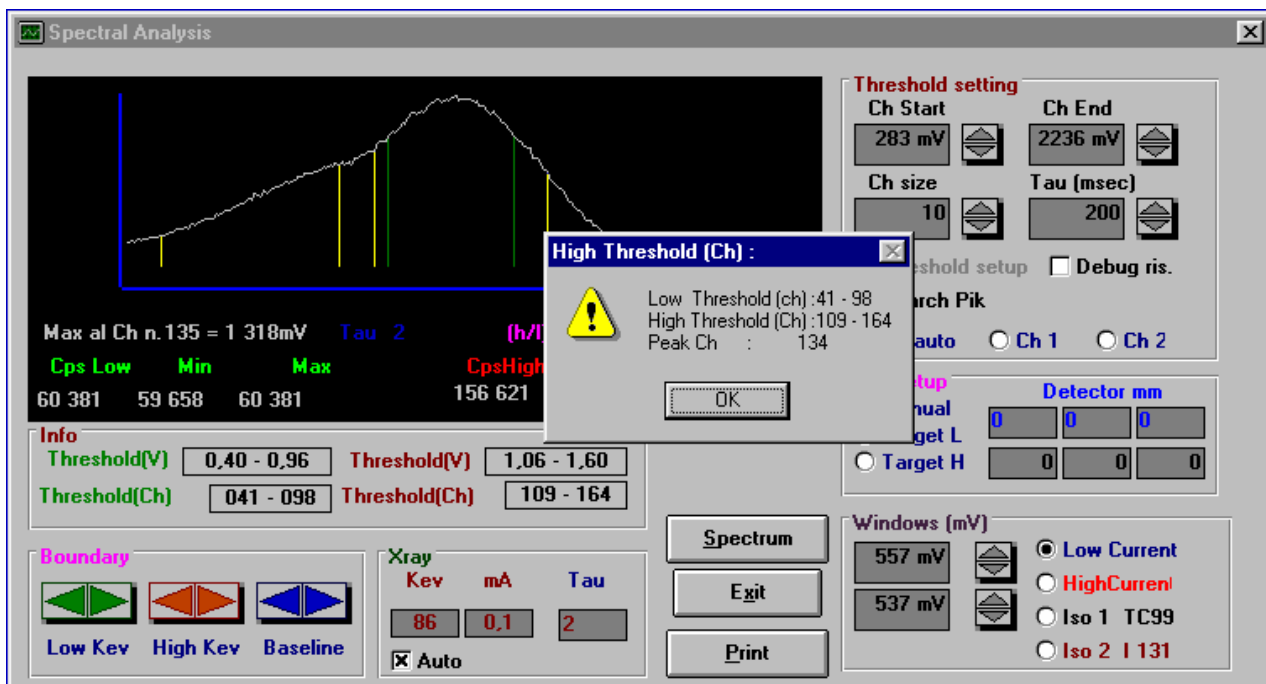 Spectral Analysis
Max al Ch n.135 = 1 318mV Tau 2 (h/l)
Cps Low Min Max CpsHigh
60 381 59 658 60 381 156 621
High Threshold (Ch) :
Low Threshold (ch) :41 - 98
High Threshold (Ch) :109 - 164
Peak Ch : 134
OK
Threshold setting
Ch Start Ch End
283 mV 2236 mV
Ch size Tau (msec)
10 200
setup Debug ris.
Pik
auto Ch 1 Ch 2
Detector mm
0 0 0
L
Target H 0 0 0
Info
Threshold(V) 0,40 - 0,96 Threshold(V) 1,06 - 1,60
Threshold(Ch) 041 - 098 Threshold(Ch) 109 - 164
Boundary
Low Kev High Kev Baseline
Xray
Kev mA Tau
86 0,1 2
Auto
Spectrum
Exit
Print
Windows (mV)
557 mV Low Current
HighCurrent
537 mV Iso 1 TC99
Iso 2 I 131